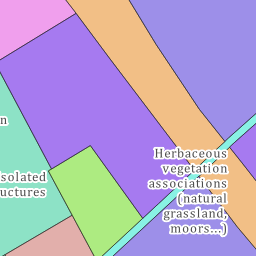 n
Herbaceous
vegetation
associations
(natural
grassland,
moors...)
solated
uctures